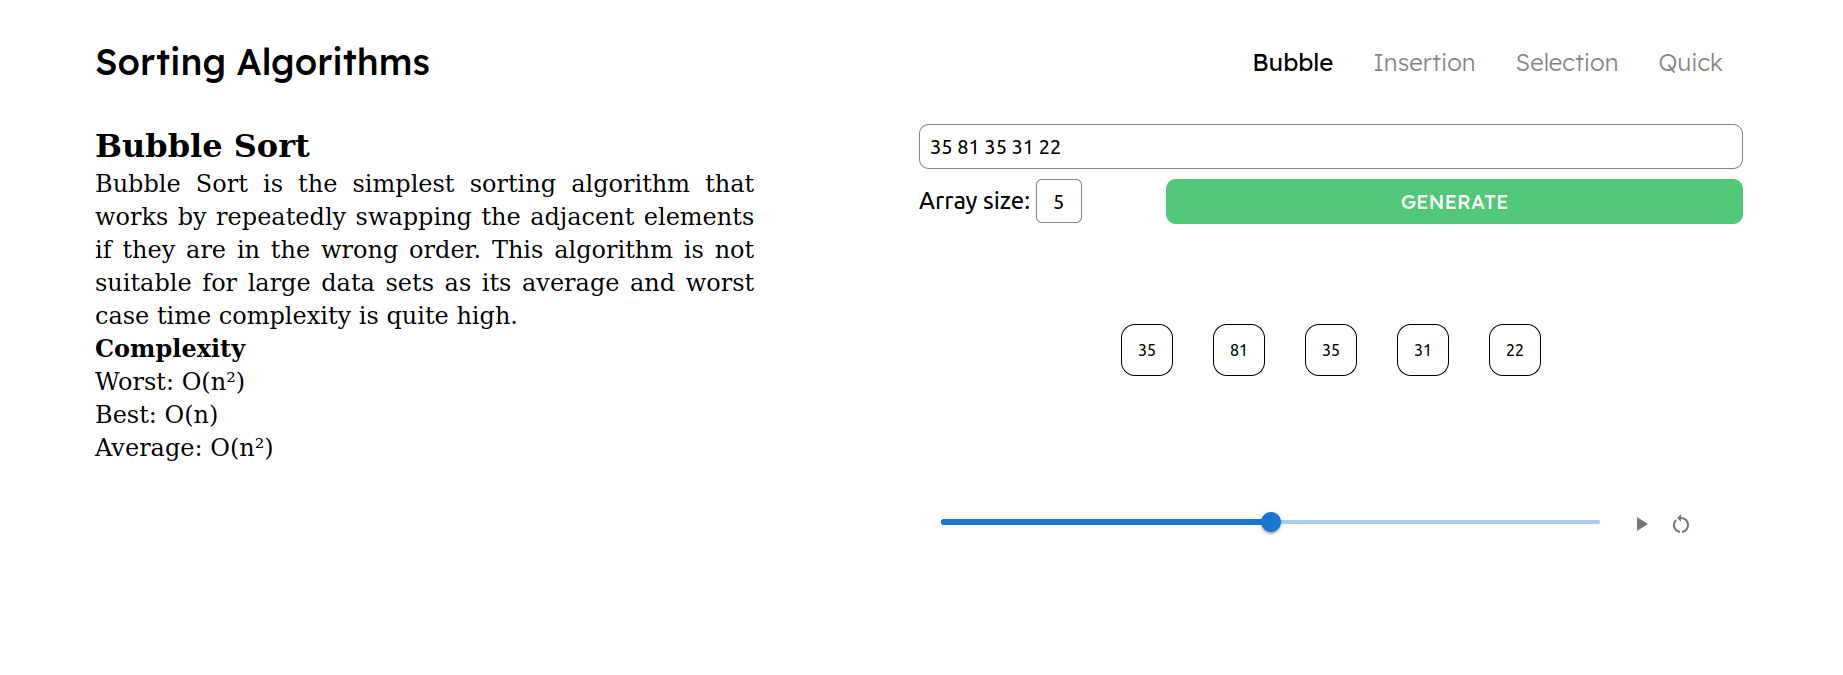 Sorting Algorithms
Bubble Insertion Selection Quick
Bubble Sort
Bubble Sort is the simplest sorting algorithm that
works by repeatedly swapping the adjacent elements
if they are in the wrong order. This algorithm is not
suitable for large data sets as its average and worst
case time complexity is quite high.
Complexity
Worst: O(n²)
Best: O(n)
Average: O(n²)
35 81 35 31 22
Array size: 5
GENERATE
35 81 35 31 22